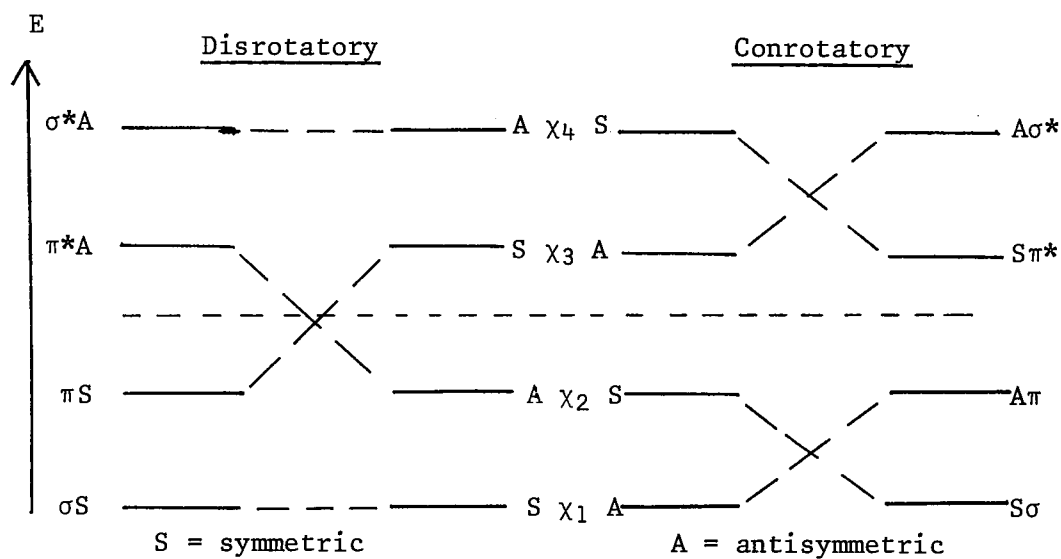 E
Disrotatory Conrotatory
σ*A A χ4 S Aσ*
π*A S χ3 A Sπ*
πS A χ2 S Aπ
σS S χ1 A Sσ
S = symmetric A = antisymmetric